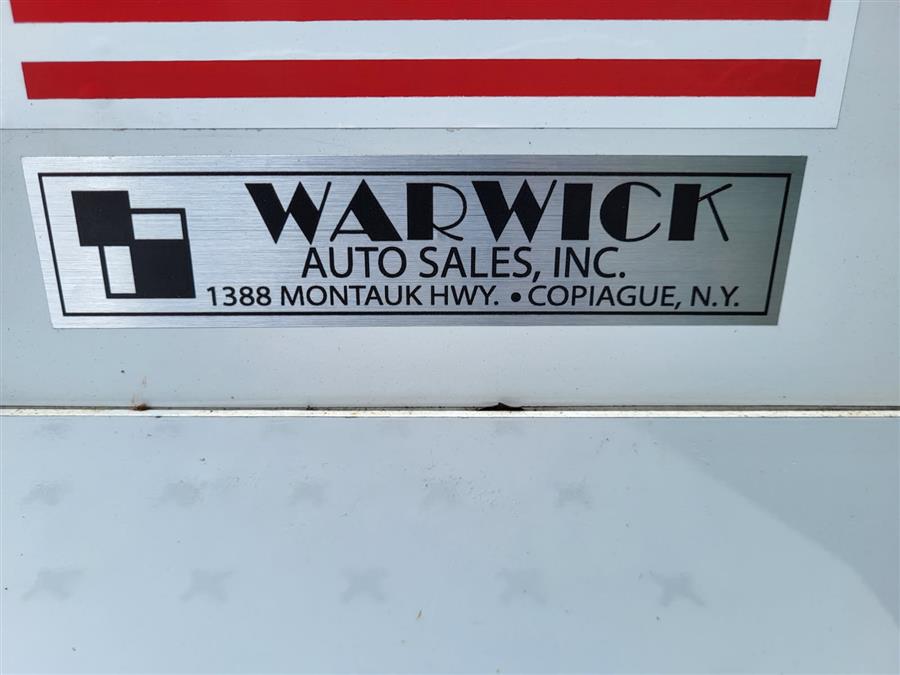 WARWICK
AUTO SALES, INC.
1388 MONTAUK HWY. • COPIAGUE, N.Y.